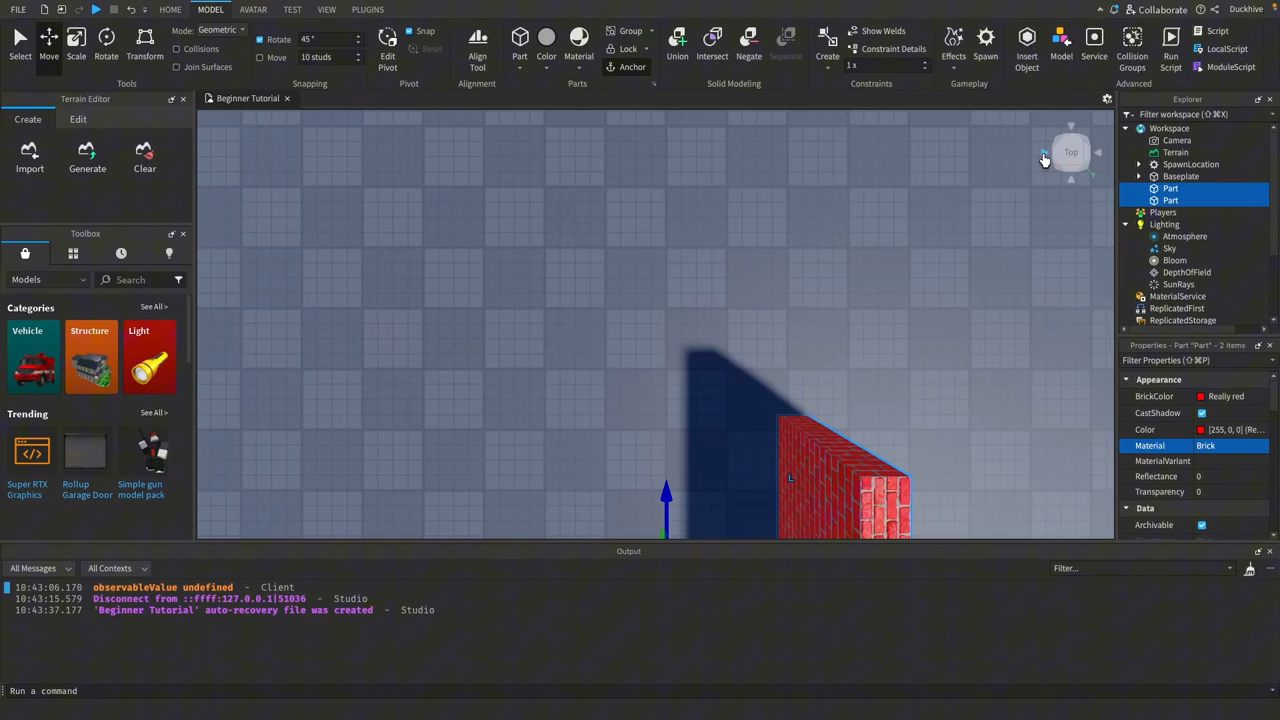 FILE
HOME
MODEL
AVATAR
TEST
VIEW
PLUGINS
Collaborate
Duckhive
Select
Move
Scale
Rotate
Transform
Mode:
Geometric
Collisions
Join Surfaces
Tools
Rotate
45 °
Move
10 studs
Snapping
Edit
Pivot
Snap
Reset
Pivot
Align
Tool
Alignment
Part
Color
Material
Group
Lock
Anchor
Parts
Union
Intersect
Negate
Separate
Solid Modeling
Create
Show Welds
Constraint Details
1 x
Constraints
Effects
Spawn
Gameplay
Insert
Object
Model
Service
Collision
Groups
Run
Script
Script
LocalScript
ModuleScript
Advanced
Terrain Editor
Create
Edit
Import
Generate
Clear
Toolbox
Models
Search
Categories
See All >
Vehicle
Structure
Light
Trending
See All >
Super RTX
Graphics
Rollup
Garage Door
Simple gun
model pack
Beginner Tutorial
Top
Y
L
Explorer
Filter workspace (⇧⌘X)
Workspace
Camera
Terrain
SpawnLocation
Baseplate
Part
Part
Players
Lighting
Atmosphere
Sky
Bloom
DepthOfField
SunRays
MaterialService
ReplicatedFirst
ReplicatedStorage
Properties - Part "Part" - 2 items
Filter Properties (⇧⌘P)
Appearance
BrickColor
Really red
CastShadow
Color
[255, 0, 0] (Re...
Material
Brick
MaterialVariant
Reflectance
0
Transparency
0
Data
Archivable
Output
All Messages
All Contexts
Filter...
10:43:06.170 observableValue undefined - Client
10:43:15.579 Disconnect from ::ffff:127.0.0.1|51036 - Studio
10:43:37.177 'Beginner Tutorial' auto-recovery file was created - Studio
Run a command